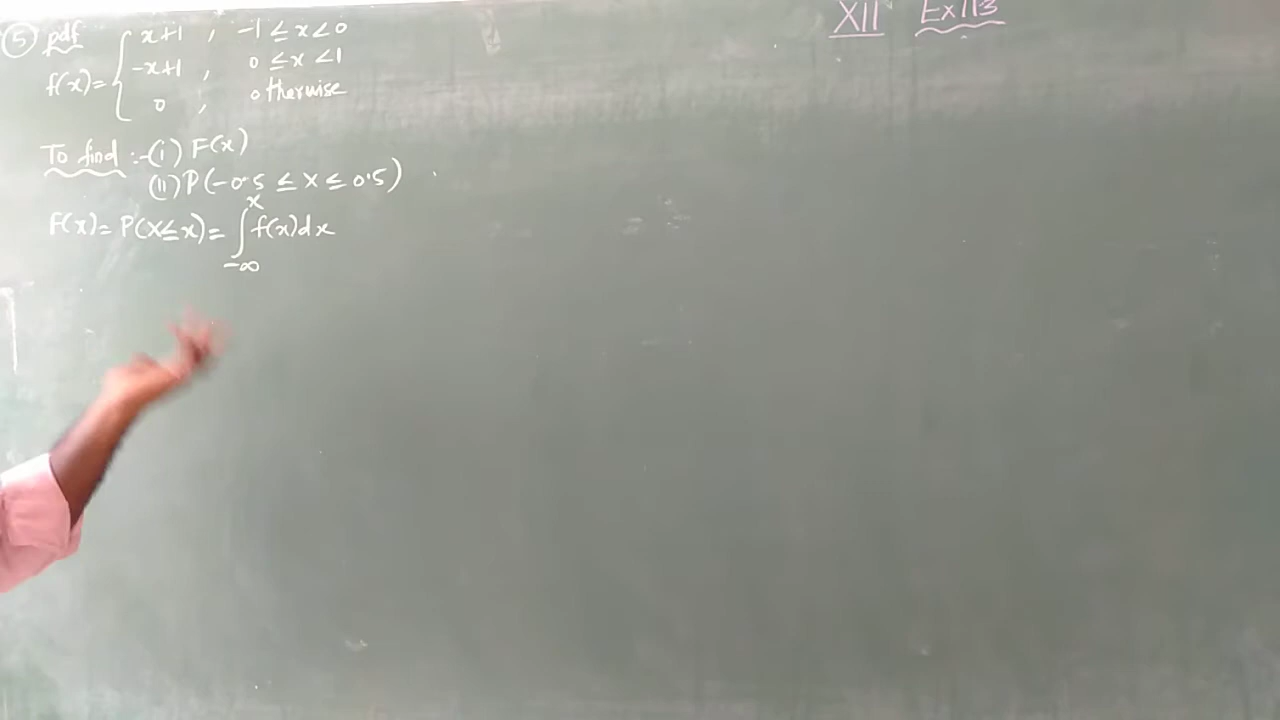 XII Ex 11.3
⑤ pdf
f(x) = { x+1 , -1 ≤ x < 0
-x+1 , 0 ≤ x < 1
0 , otherwise
To find :- (i) F(x)
(ii) P(-0.5 ≤ X ≤ 0.5)
F(x) = P(X ≤ x) = ∫_{-∞}^{x} f(x) dx